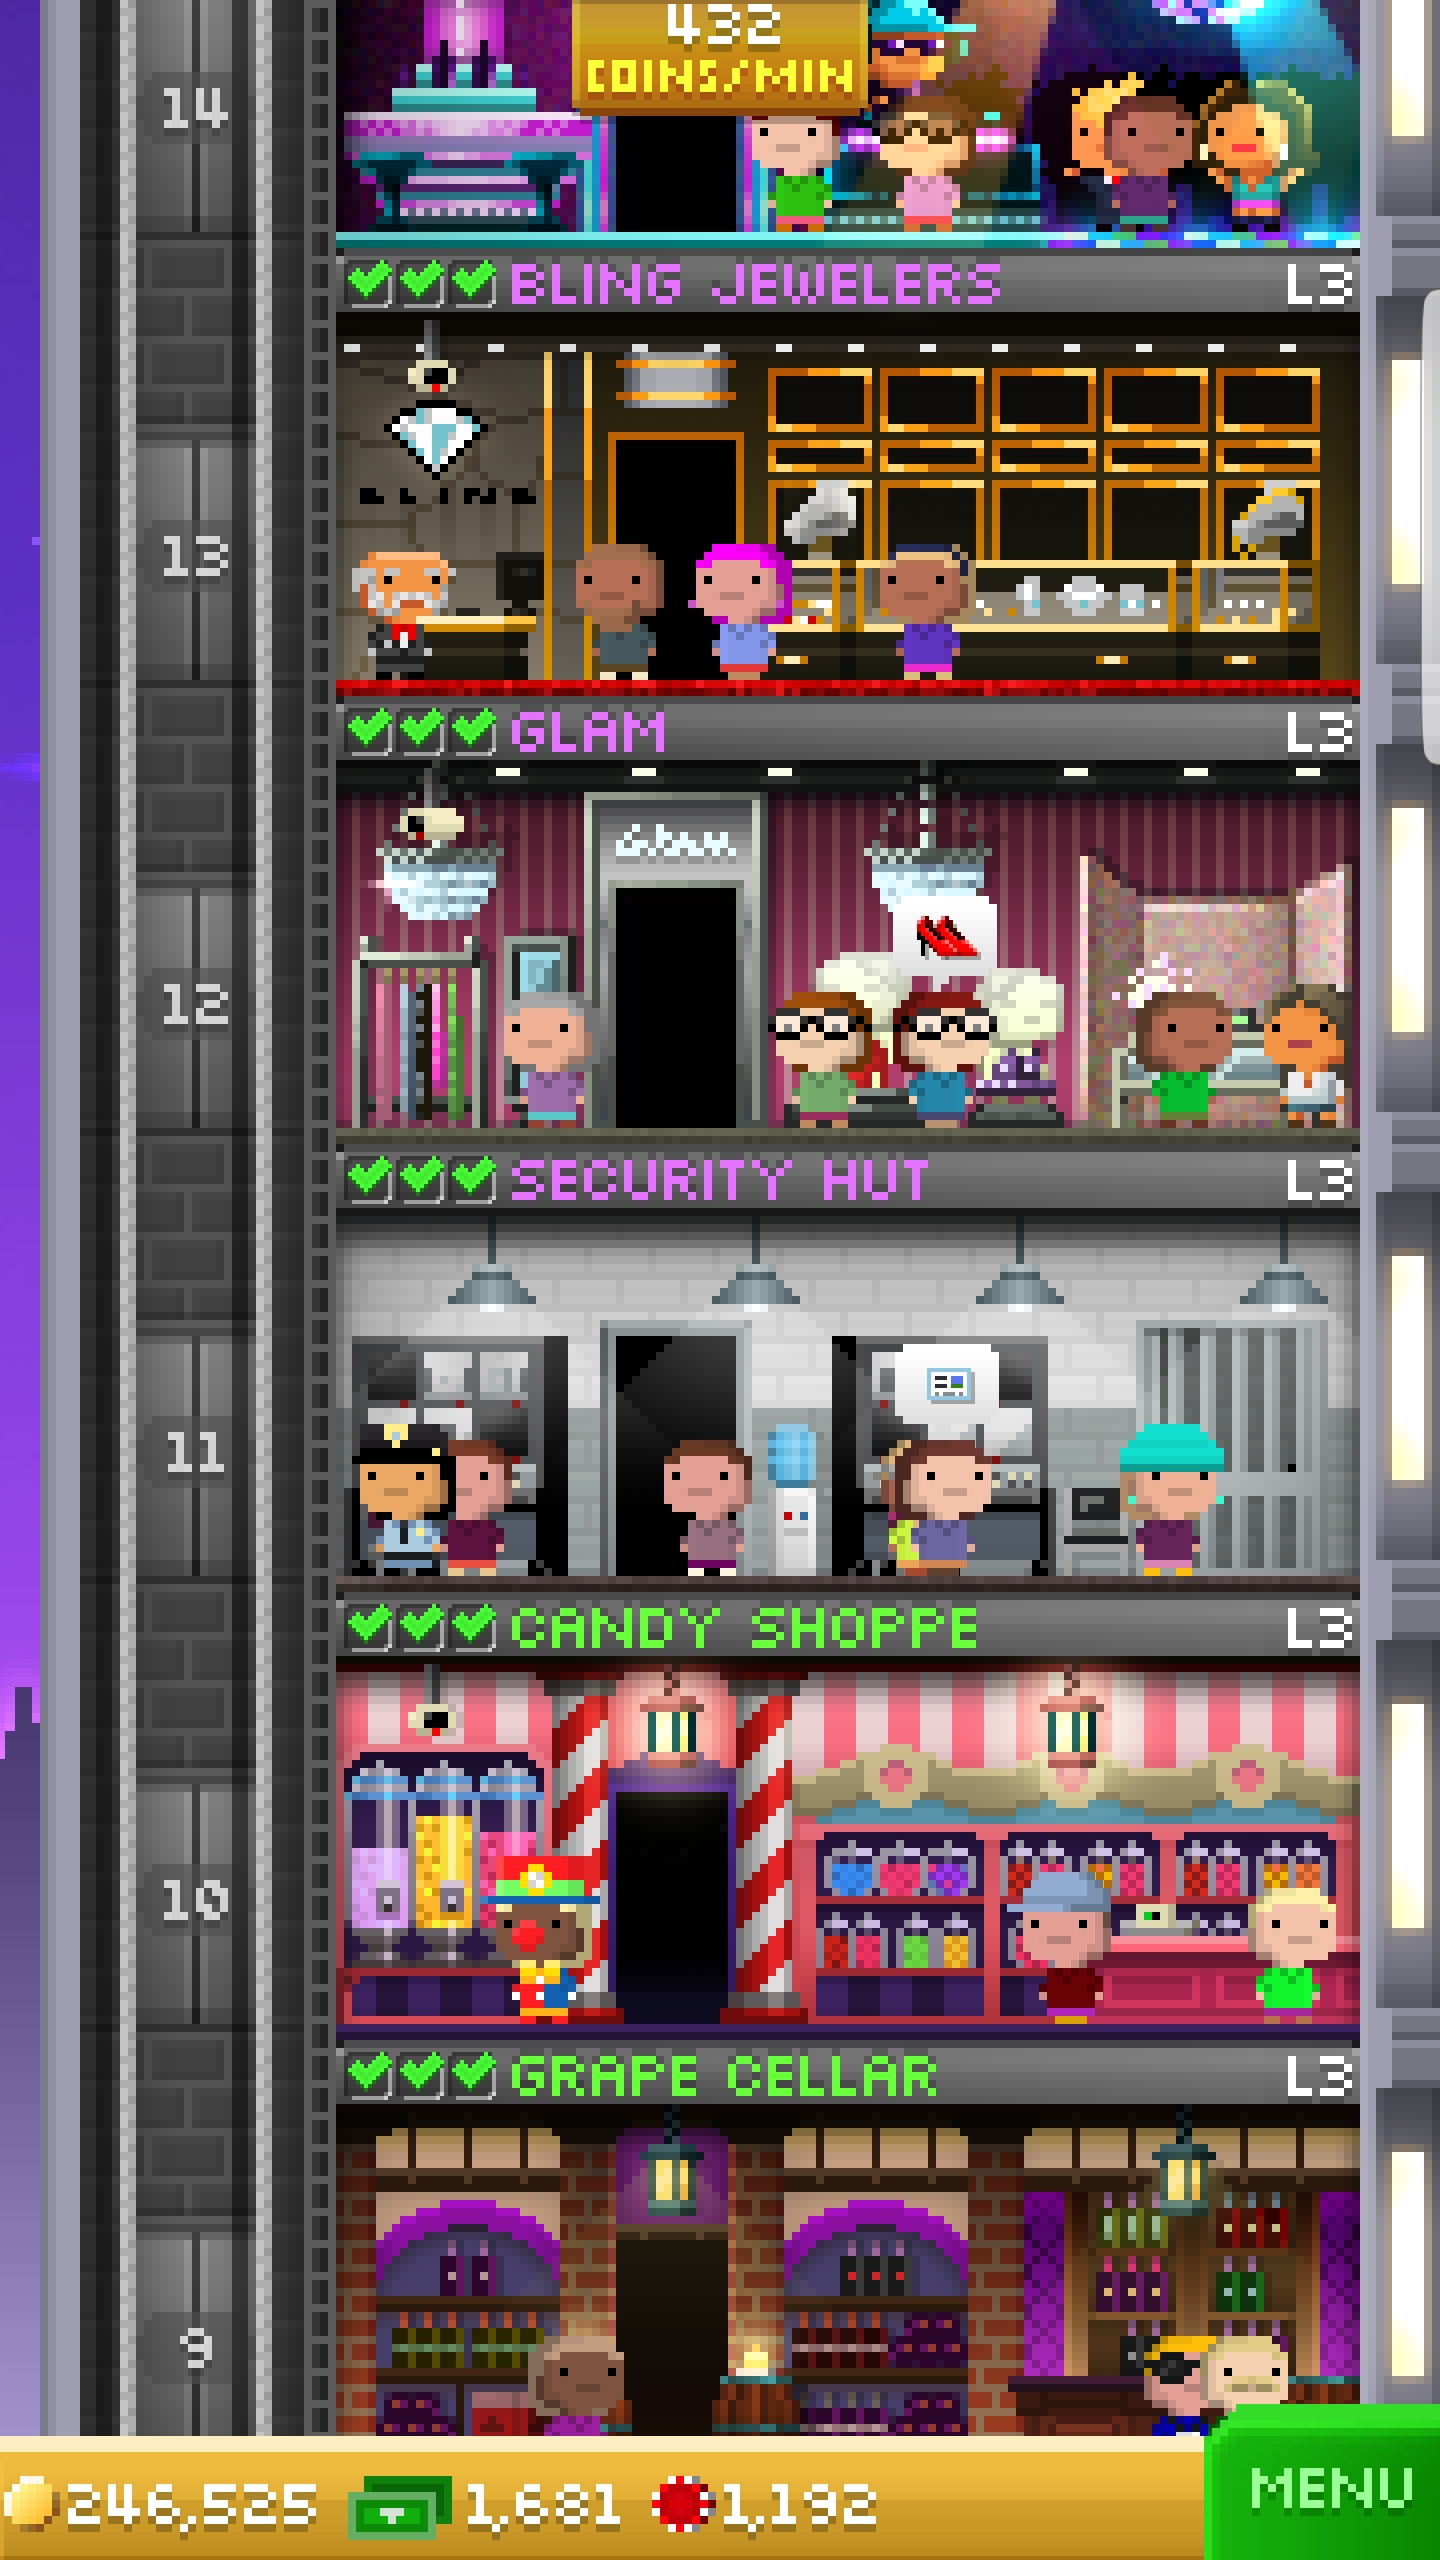 432
COINS/MIN
14
BLING JEWELERS L3
BLING
13
GLAM L3
Glam
12
SECURITY HUT L3
11
CANDY SHOPPE L3
10
GRAPE CELLAR L3
9
246,525 1,681 1,192
MENU